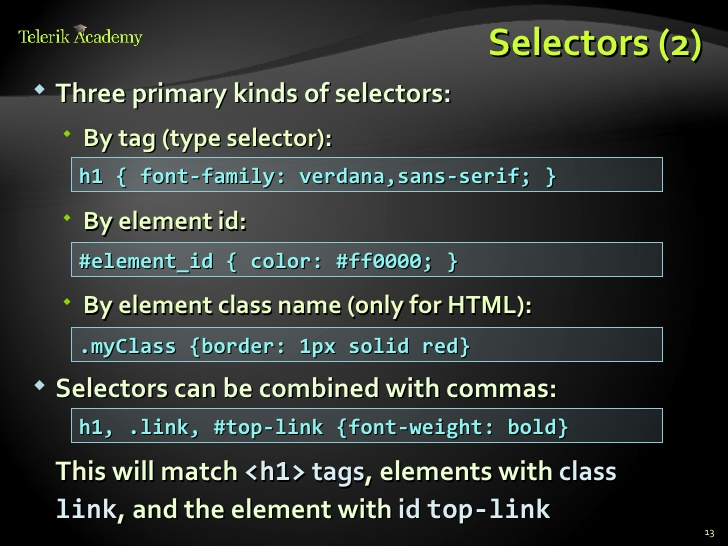 Telerik Academy
Selectors (2)
Three primary kinds of selectors:
By tag (type selector):
h1 { font-family: verdana,sans-serif; }
By element id:
#element_id { color: #ff0000; }
By element class name (only for HTML):
.myClass {border: 1px solid red}
Selectors can be combined with commas:
h1, .link, #top-link {font-weight: bold}
This will match <h1> tags, elements with class
link, and the element with id top-link
13